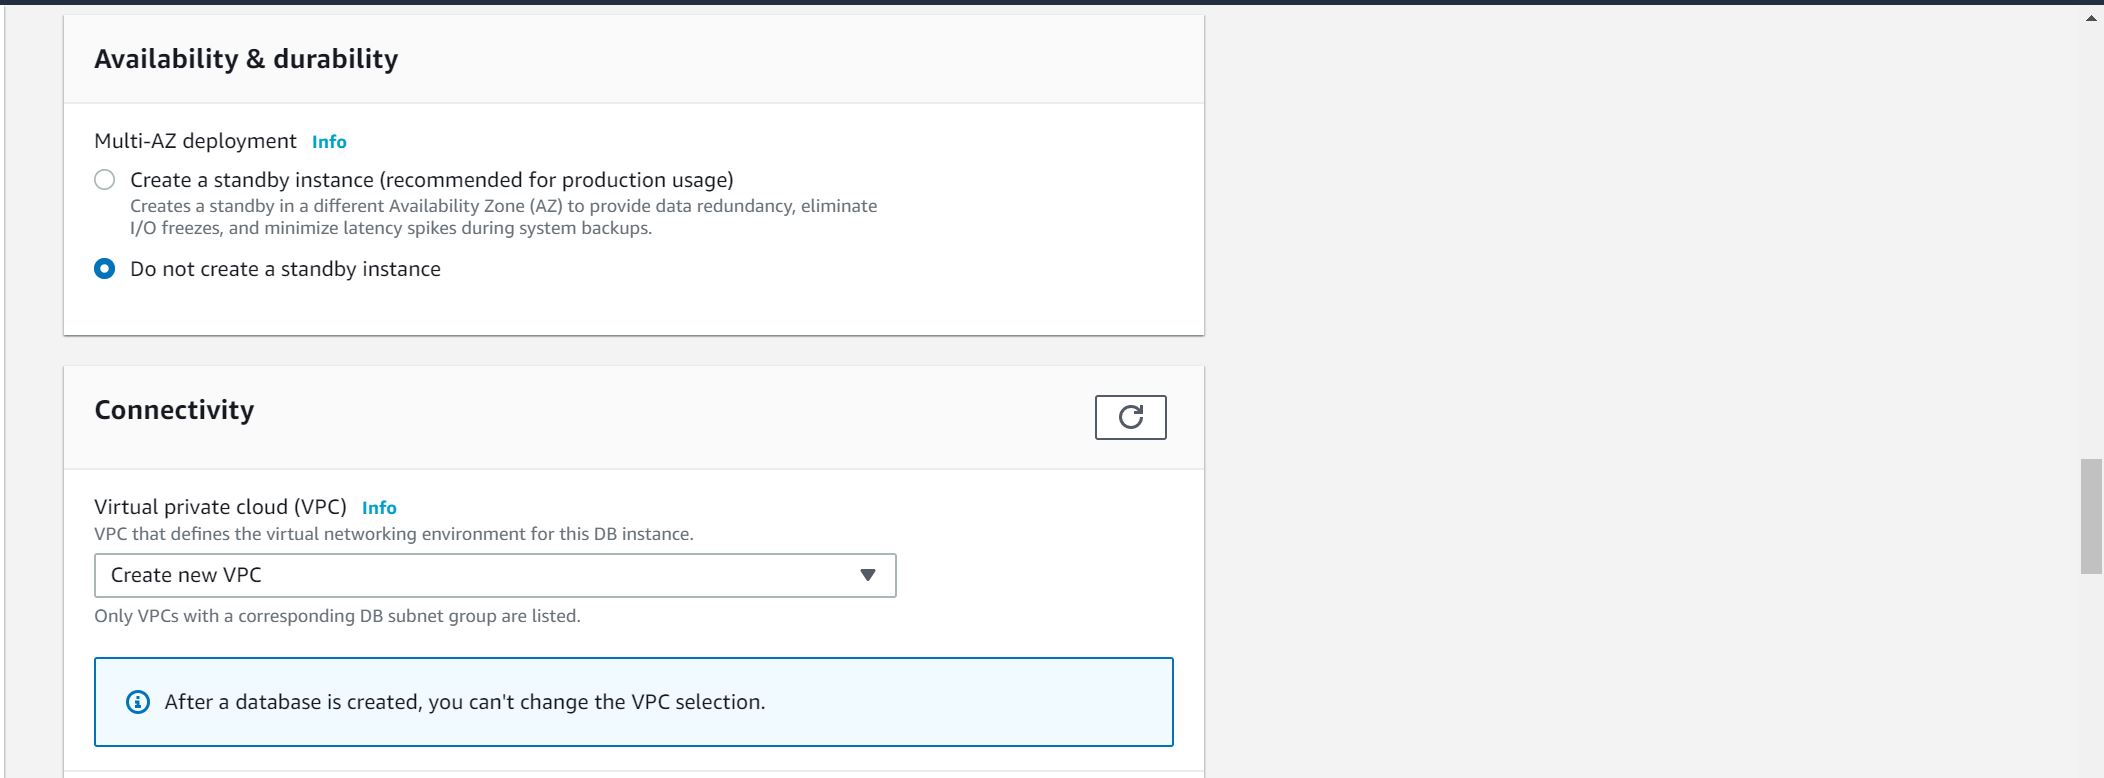 Availability & durability
Multi-AZ deployment Info
Create a standby instance (recommended for production usage)
Creates a standby in a different Availability Zone (AZ) to provide data redundancy, eliminate
I/O freezes, and minimize latency spikes during system backups.
Do not create a standby instance
Connectivity
Virtual private cloud (VPC) Info
VPC that defines the virtual networking environment for this DB instance.
Create new VPC
Only VPCs with a corresponding DB subnet group are listed.
After a database is created, you can't change the VPC selection.